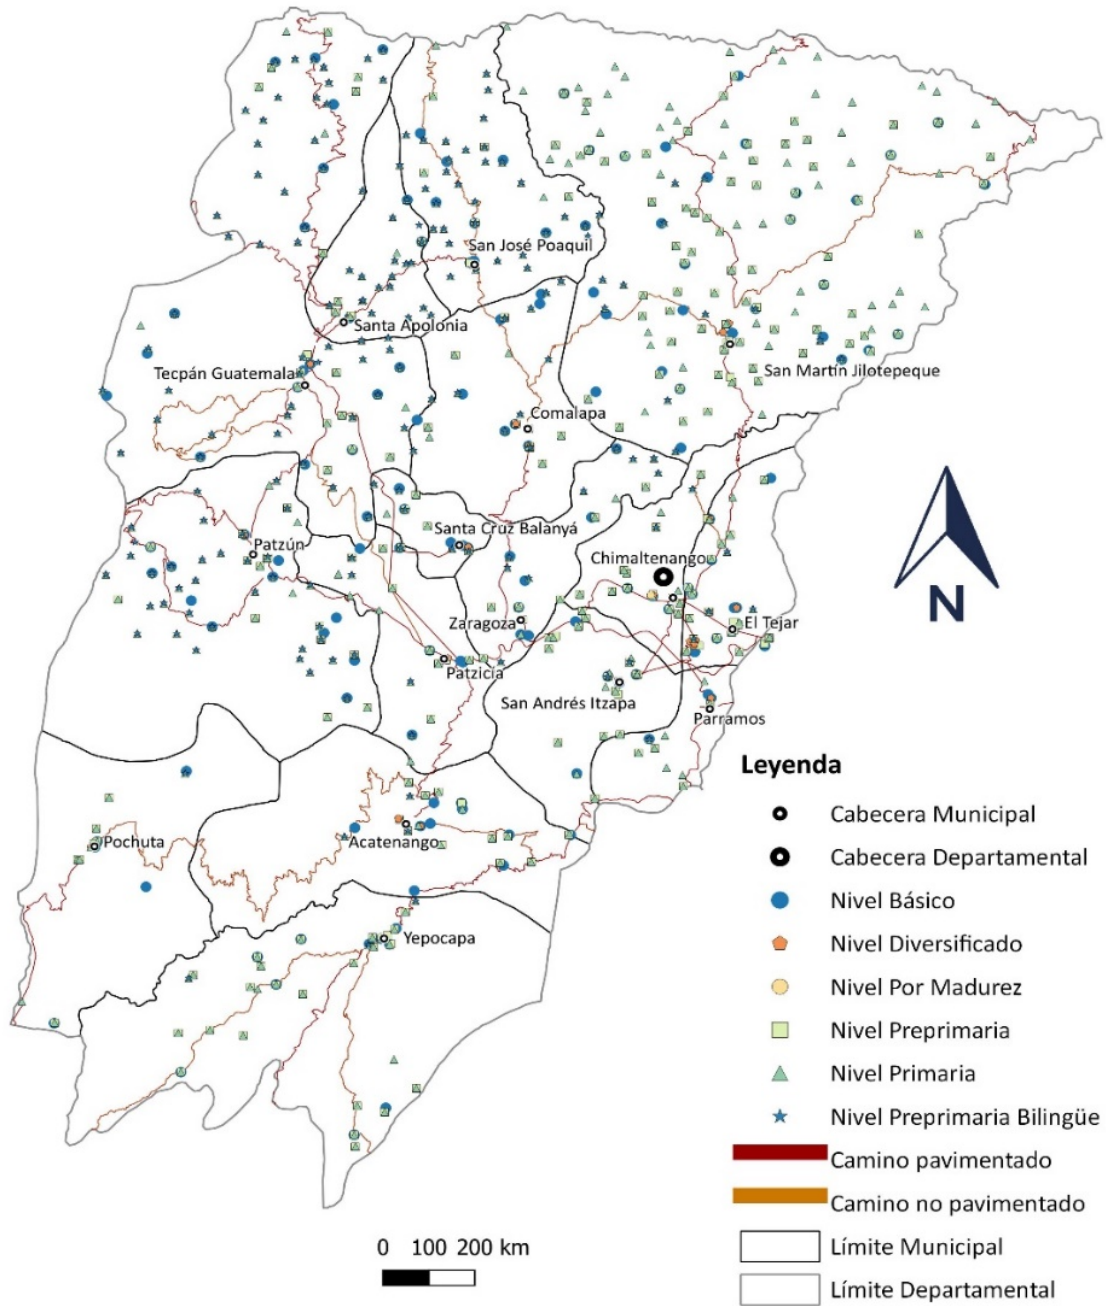 San José Poaquil
Santa Apolonia
Tecpán Guatemala
San Martín Jilotepeque
Comalapa
Santa Cruz Balanyá
Patzún
Chimaltenango
N
Zaragoza
El Tejar
Patzicía
San Andrés Itzapa
Parramos
Leyenda
Cabecera Municipal
Pochuta
Acatenango
Cabecera Departamental
Nivel Básico
Yepocapa
Nivel Diversificado
Nivel Por Madurez
Nivel Preprimaria
Nivel Primaria
Nivel Preprimaria Bilingüe
Camino pavimentado
Camino no pavimentado
0 100 200 km
Límite Municipal
Límite Departamental